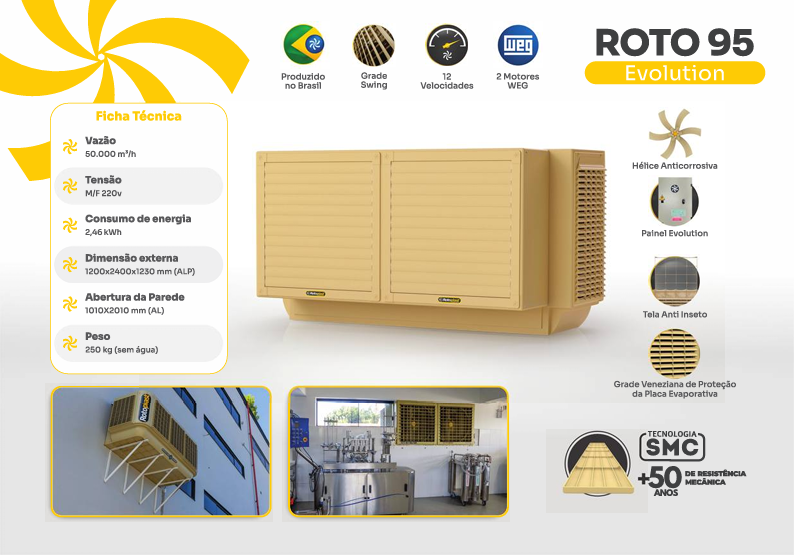 ROTO 95
Evolution
Produzido
no Brasil
Grade
Swing
12
Velocidades
WEG
2 Motores
WEG
Ficha Técnica
Vazão
50.000 m³/h
Tensão
M/F 220v
Consumo de energia
2,46 kWh
Dimensão externa
1200x2400x1230 mm (ALP)
Abertura da Parede
1010X2010 mm (AL)
Peso
250 kg (sem água)
Hélice Anticorrosiva
Painel Evolution
Tela Anti Inseto
Grade Veneziana de Proteção
da Placa Evaporativa
Rotoplast
TECNOLOGIA
SMC
+50
ANOS
DE RESISTÊNCIA
MECÂNICA